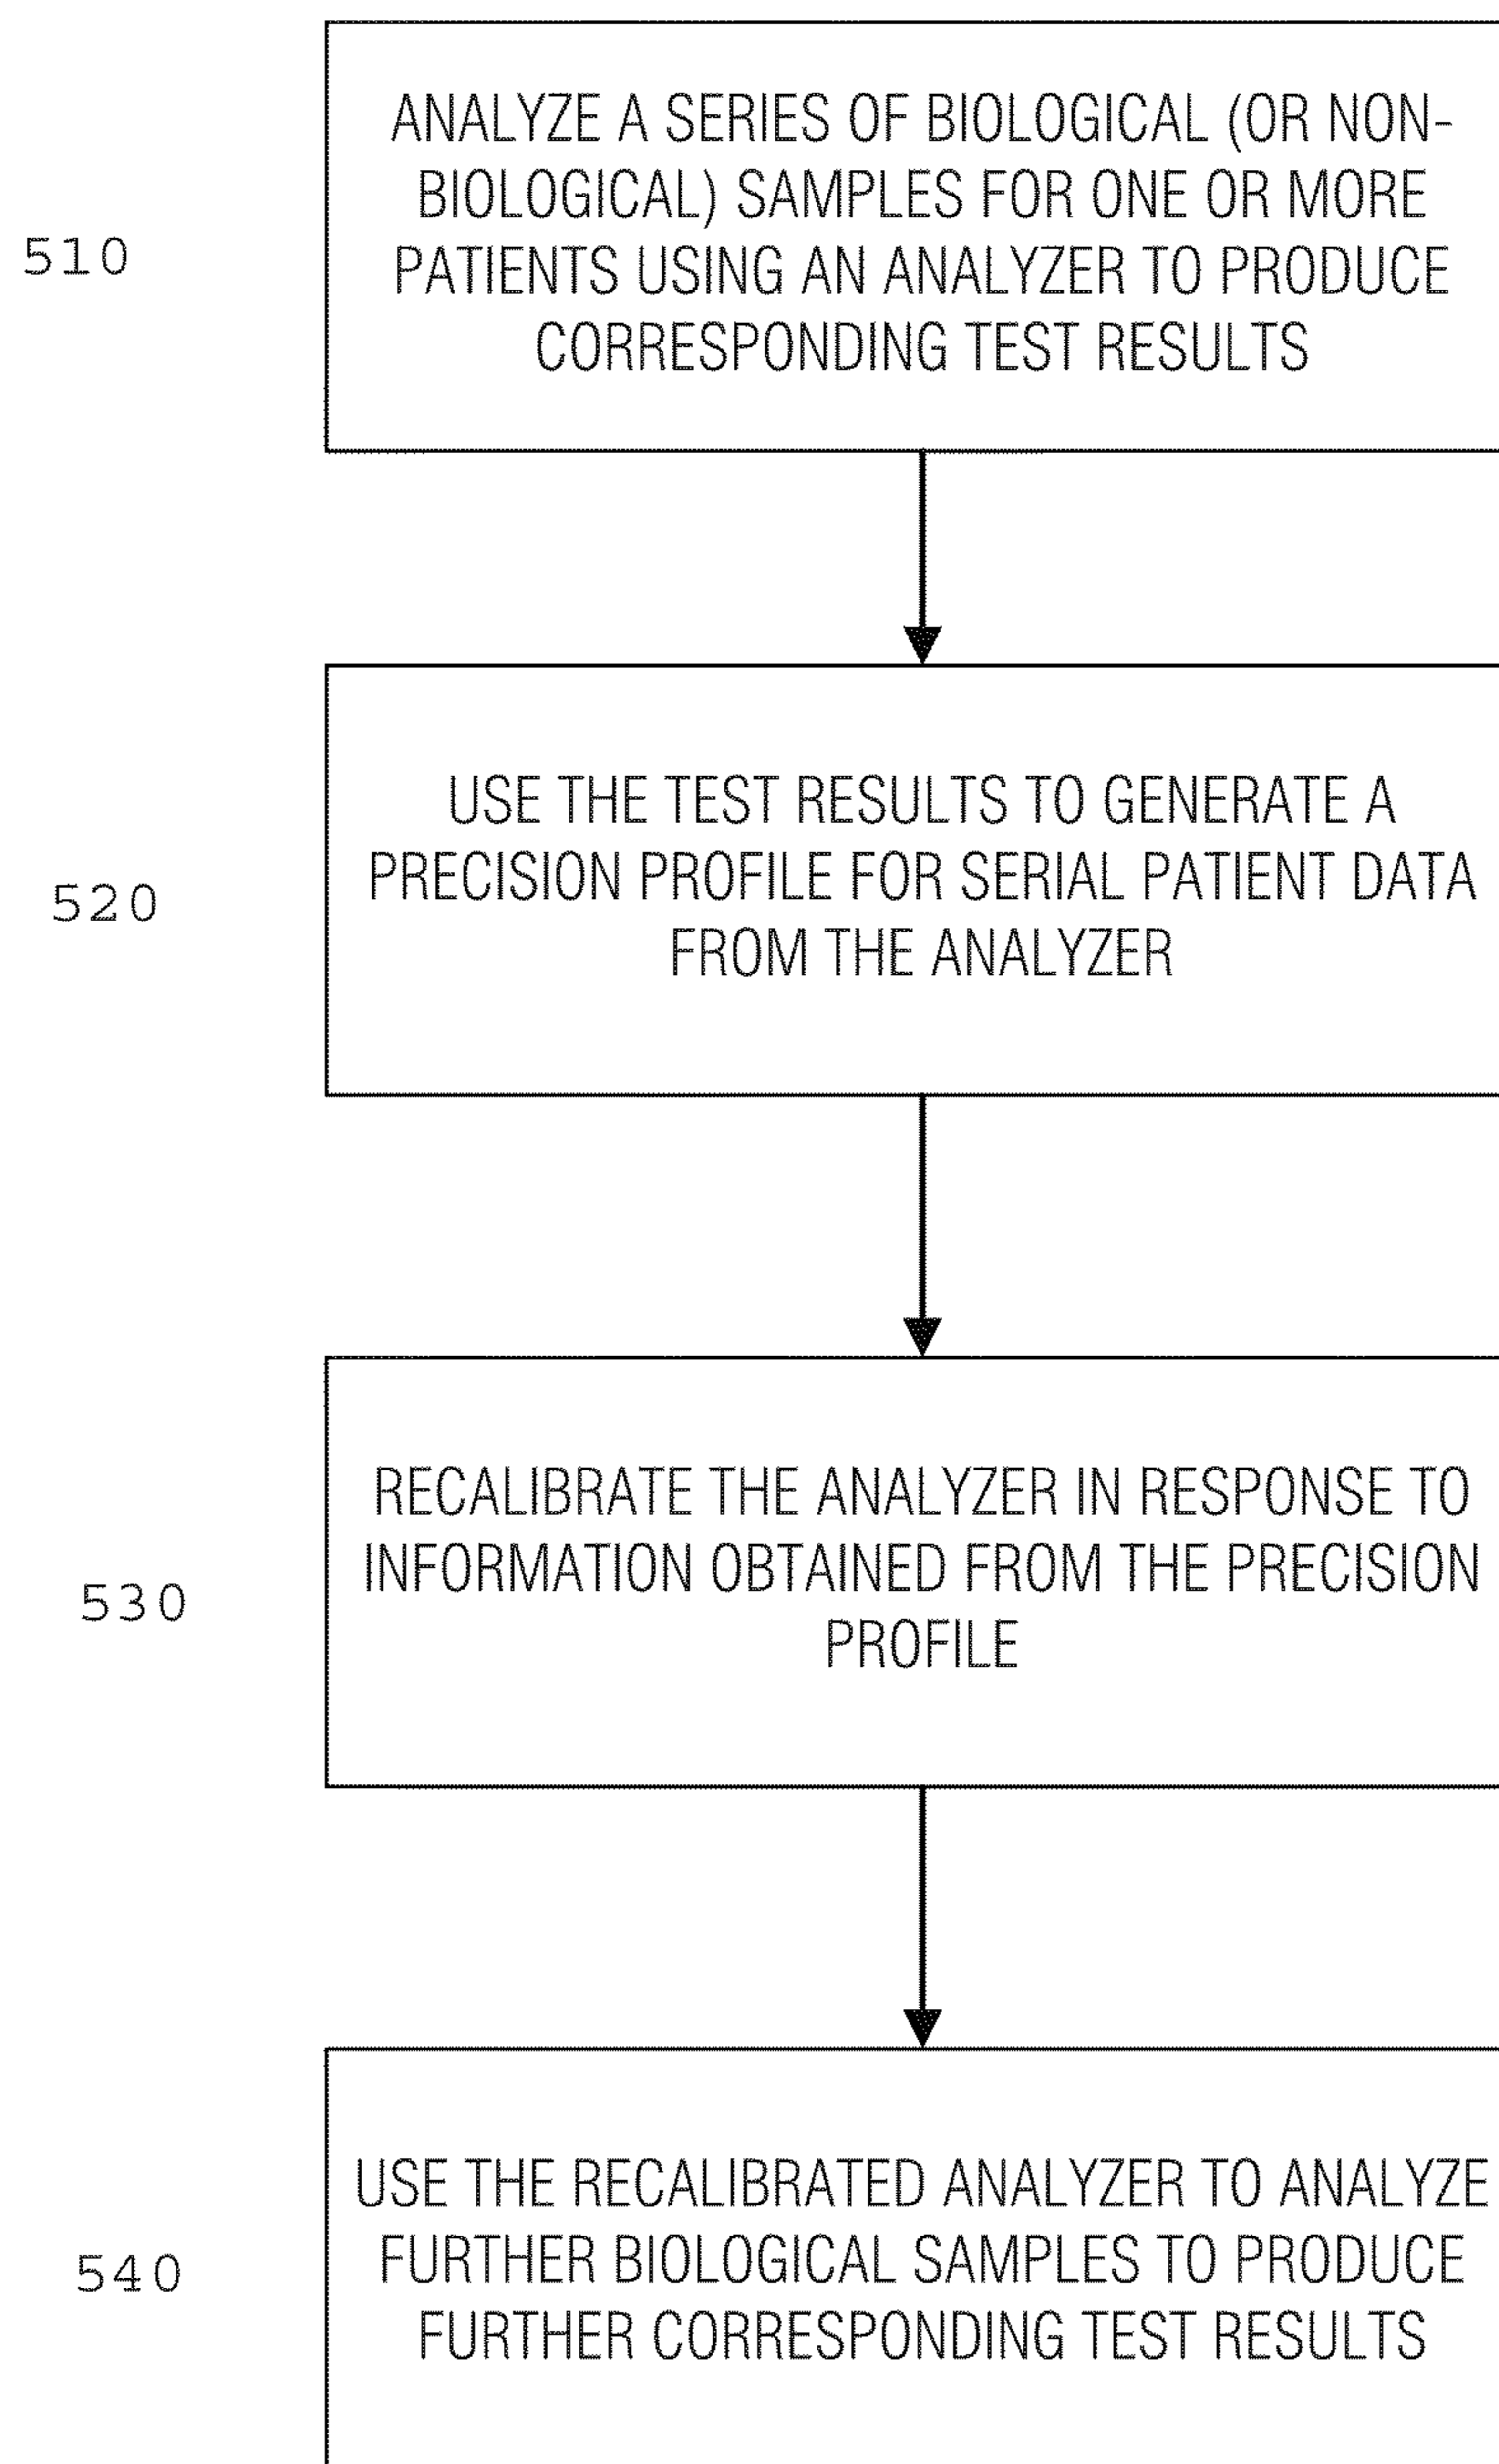 510
ANALYZE A SERIES OF BIOLOGICAL (OR NON-
BIOLOGICAL) SAMPLES FOR ONE OR MORE
PATIENTS USING AN ANALYZER TO PRODUCE
CORRESPONDING TEST RESULTS
520
USE THE TEST RESULTS TO GENERATE A
PRECISION PROFILE FOR SERIAL PATIENT DATA
FROM THE ANALYZER
530
RECALIBRATE THE ANALYZER IN RESPONSE TO
INFORMATION OBTAINED FROM THE PRECISION
PROFILE
540
USE THE RECALIBRATED ANALYZER TO ANALYZE
FURTHER BIOLOGICAL SAMPLES TO PRODUCE
FURTHER CORRESPONDING TEST RESULTS